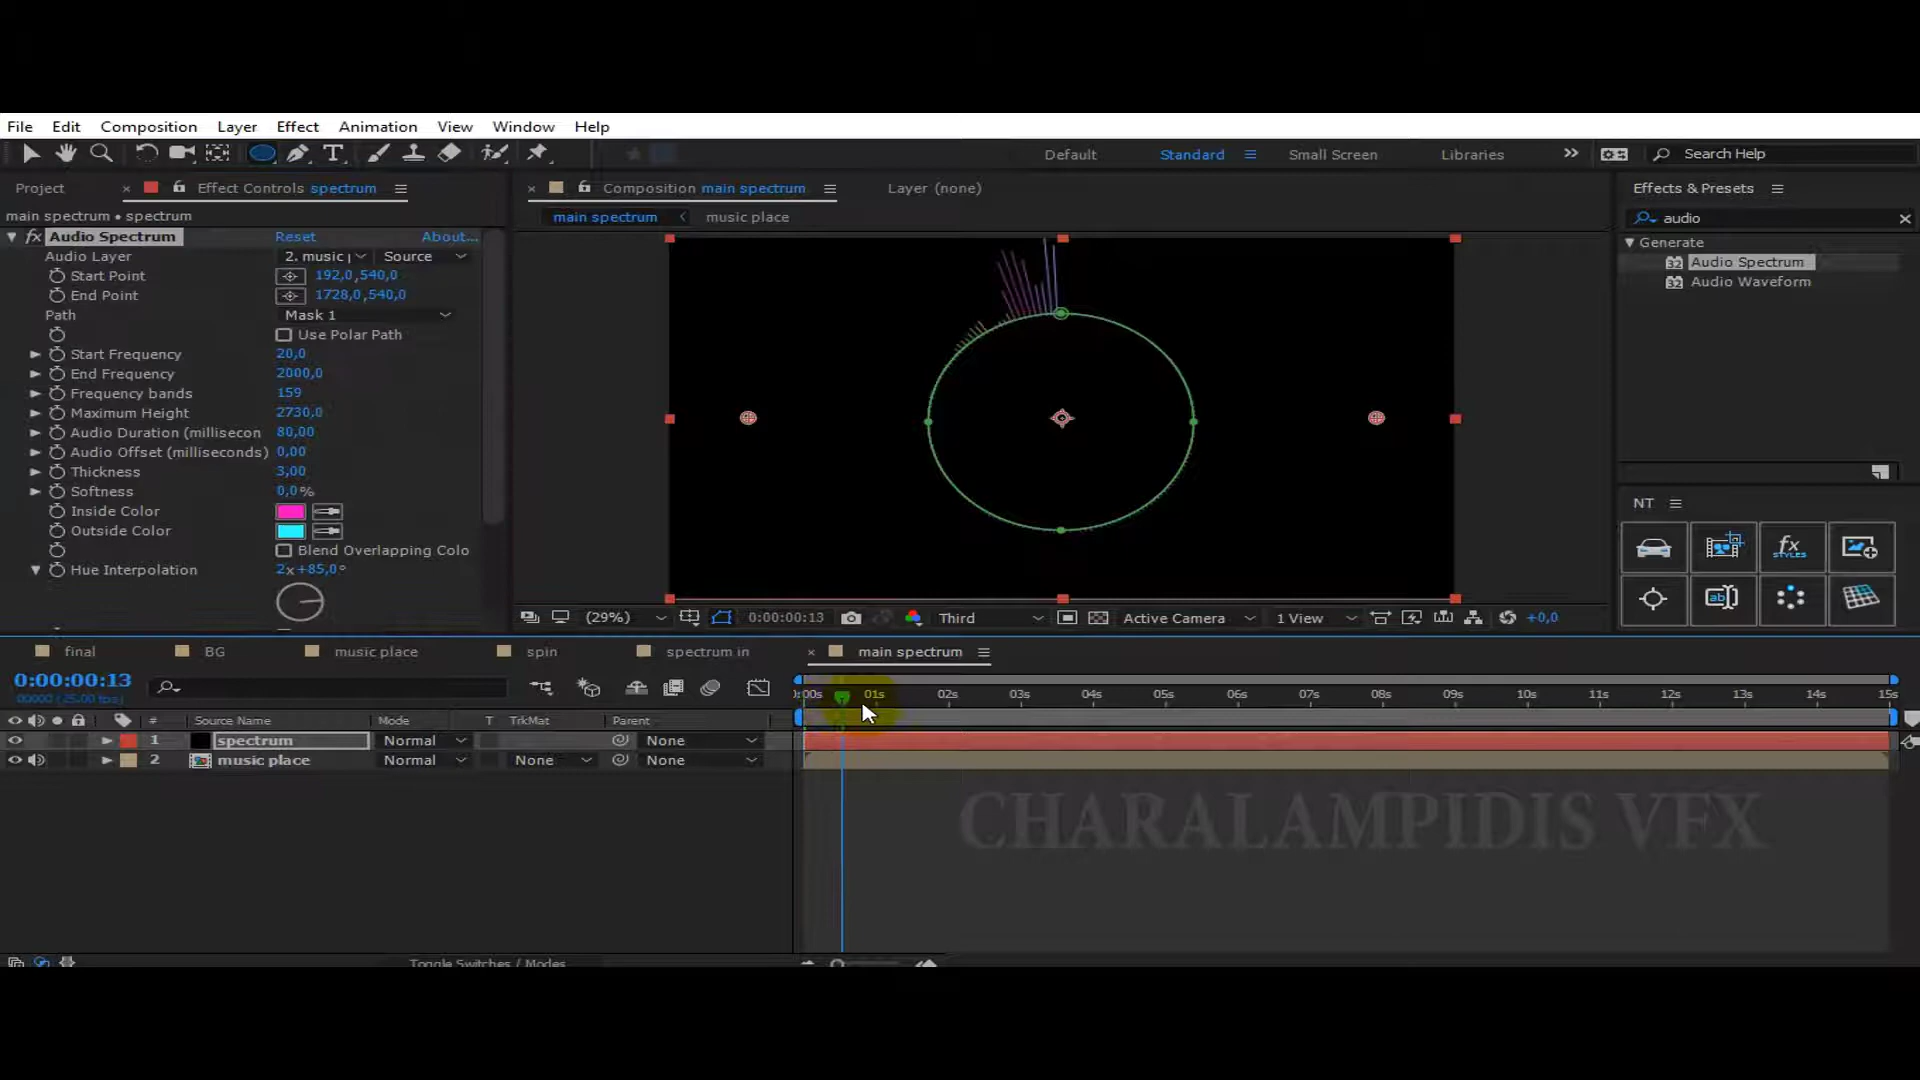 File Edit Composition Layer Effect Animation View Window Help
Default Standard Small Screen Libraries Search Help
Project Effect Controls spectrum Composition main spectrum Layer (none) Effects & Presets
main spectrum • spectrum main spectrum music place audio
Audio Spectrum Reset About... Generate
Audio Layer 2. music Source Audio Spectrum
Start Point 192,0,540,0 Audio Waveform
End Point 1728,0,540,0
Path Mask 1
Use Polar Path
Start Frequency 20,0
End Frequency 2000,0
Frequency bands 159
Maximum Height 2730,0
Audio Duration (millisecon 80,00
Audio Offset (milliseconds) 0,00
Thickness 3,00
Softness 0,0%
Inside Color NT
Outside Color
Blend Overlapping Colo
Hue Interpolation 2x+85,0°
fx STYLES
(29%) 0:00:00:13 Third Active Camera 1 View +0,0
final BG music place spin spectrum in main spectrum
0:00:00:13
00000 (25.00 fps)
0:00s 01s 02s 03s 04s 05s 06s 07s 08s 09s 10s 11s 12s 13s 14s 15s
# Source Name Mode T TrkMat Parent
1 spectrum Normal None
2 music place Normal None None
CHARALAMPIDIS VFX
Toggle Switches / Modes